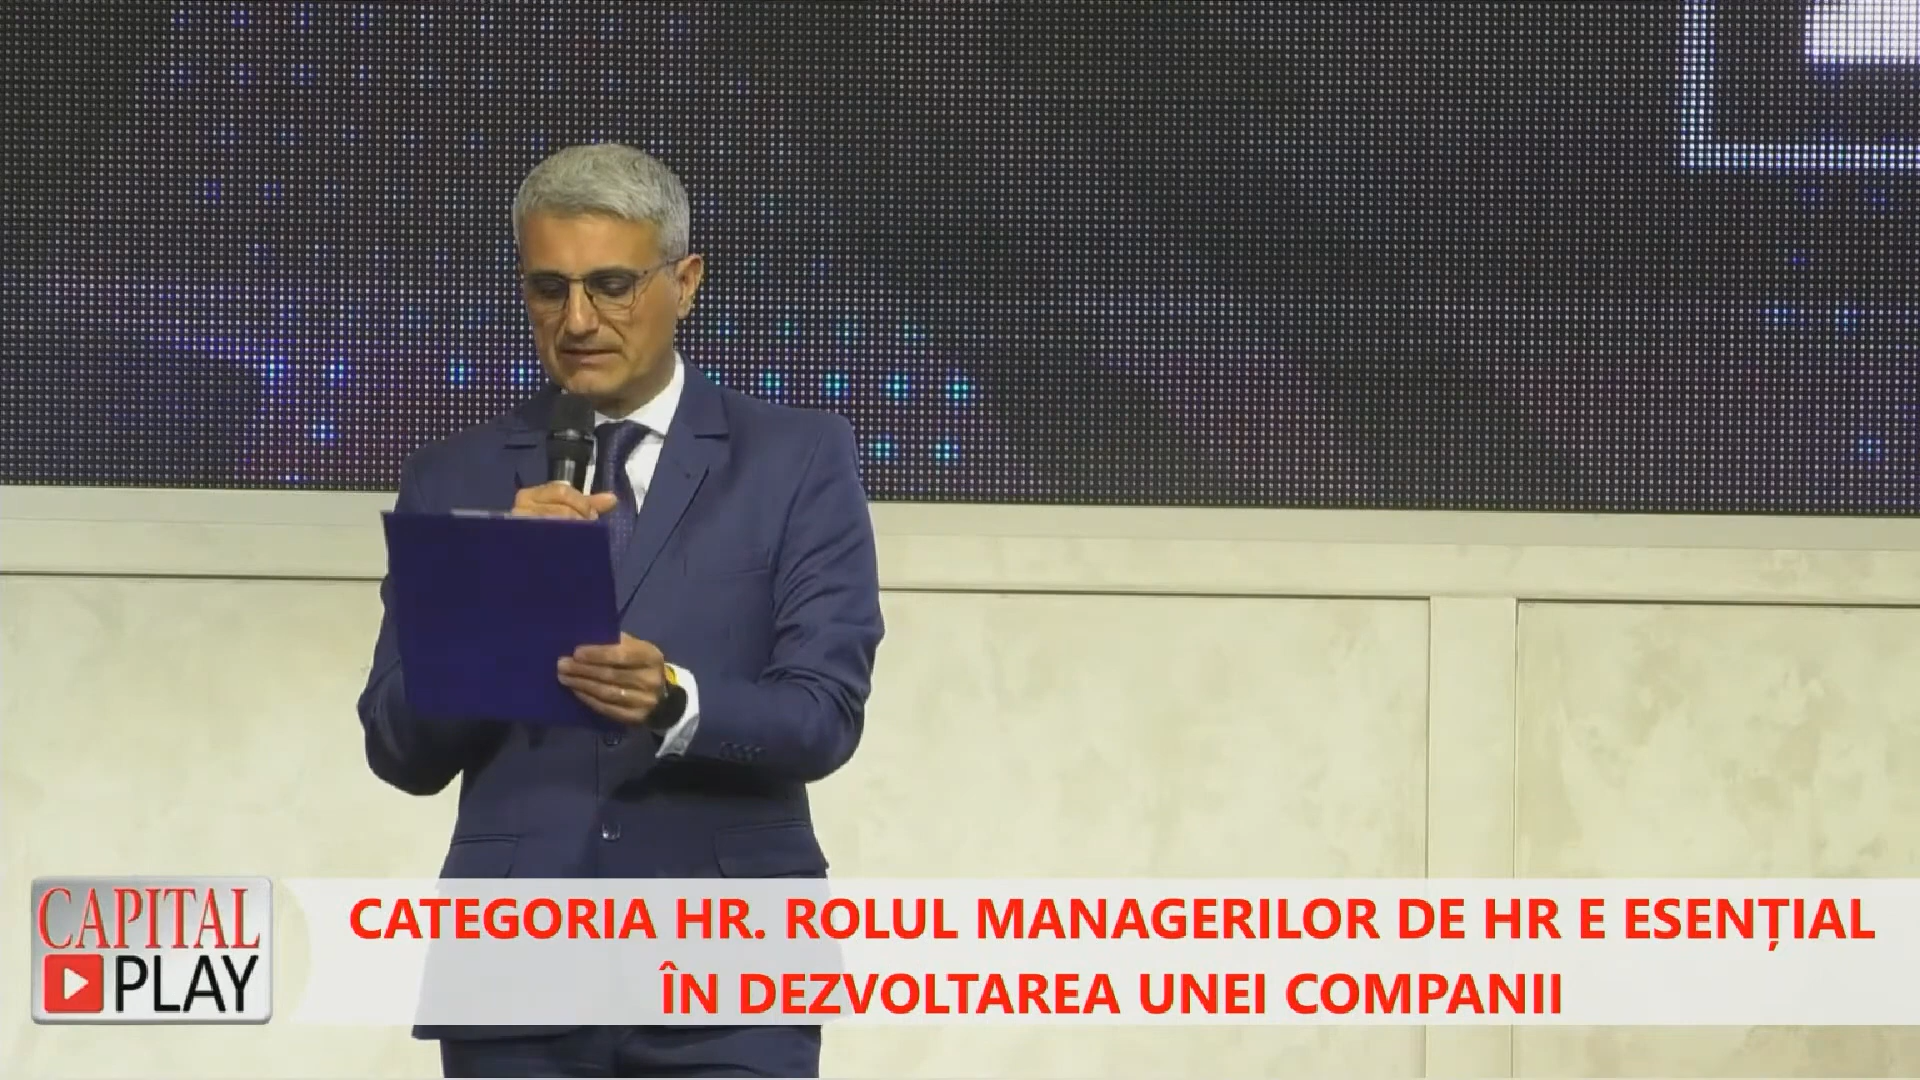 CAPITAL
PLAY
CATEGORIA HR. ROLUL MANAGERILOR DE HR E ESENȚIAL
ÎN DEZVOLTAREA UNEI COMPANII